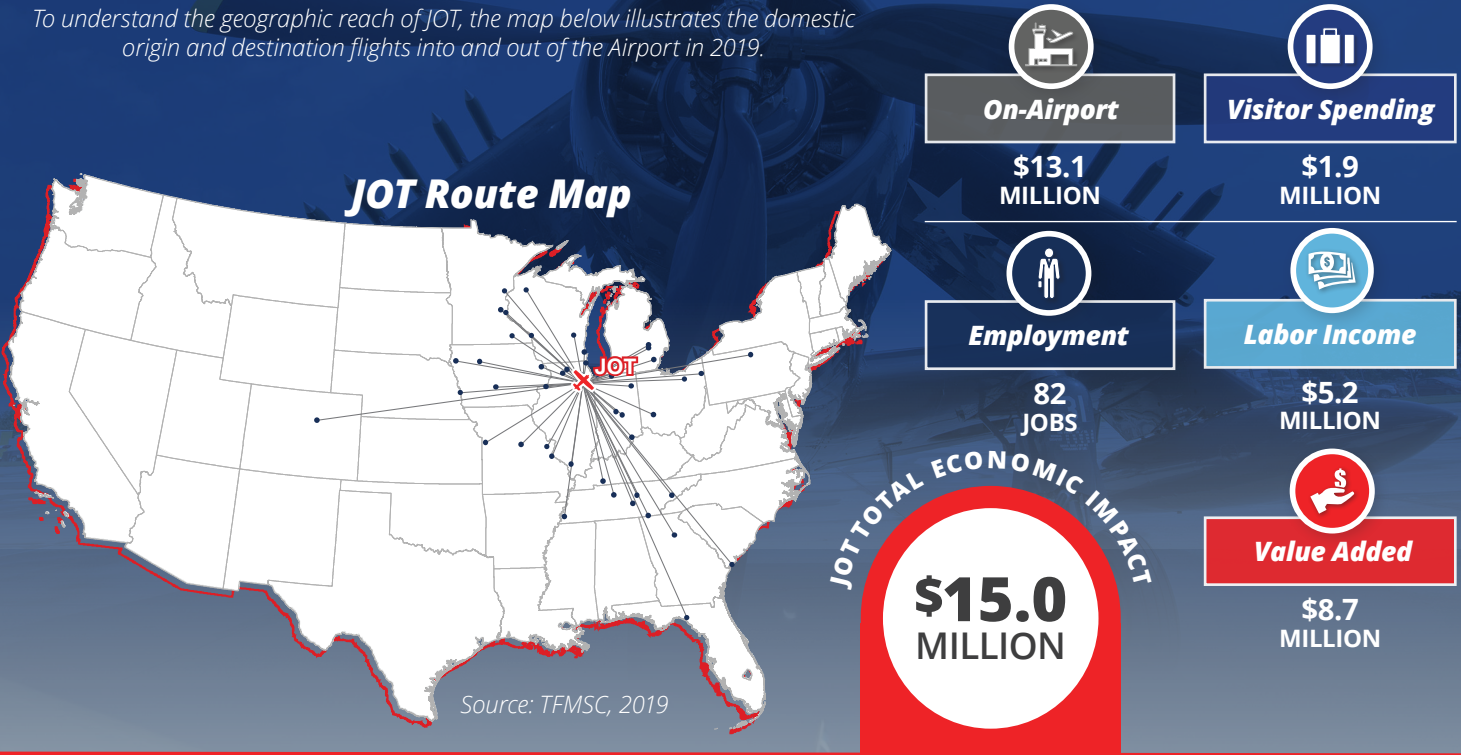 To understand the geographic reach of JOT, the map below illustrates the domestic
origin and destination flights into and out of the Airport in 2019.
JOT Route Map
JOT
Source: TFMSC, 2019
On-Airport
$13.1
MILLION
Visitor Spending
$1.9
MILLION
Employment
82
JOBS
Labor Income
$
$5.2
MILLION
JOT TOTAL ECONOMIC IMPACT
$15.0
MILLION
$
Value Added
$8.7
MILLION